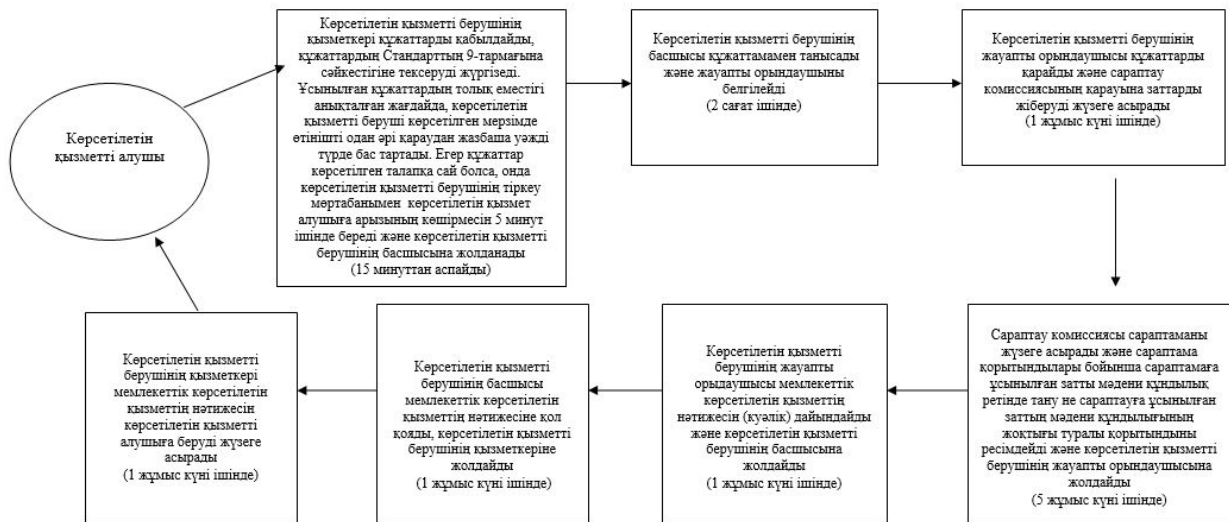 Көрсетілетін
қызметті алушы
Көрсетілетін қызметті берушінің
қызметкері құжаттарды қабылдайды,
құжаттардың Стандарттың 9-тармағына
сәйкестігіне тексеруді жүргізеді.
Ұсынылған құжаттардың толық еместігі
анықталған жағдайда, көрсетілетін
қызметті беруші көрсетілген мерзімде
өтінішті одан әрі қараудан жазбаша уәжді
түрде бас тартады. Егер құжаттар
көрсетілген талапқа сай болса, онда
көрсетілетін қызметті берушінің тіркеу
мөртабанымен көрсетілетін қызмет
алушыға арызының көшірмесін 5 минут
ішінде береді және көрсетілетін қызметті
берушінің басшысына жолданады
(15 минуттан аспайды)
Көрсетілетін қызметті берушінің
басшысы құжаттамамен танысады
және жауапты орындаушыны
белгілейді
(2 сағат ішінде)
Көрсетілетін қызметті берушінің
жауапты орындаушысы құжаттарды
қарайды және сараптау
комиссиясының қарауына заттарды
жіберуді жүзеге асырады
(1 жұмыс күні ішінде)
Сараптау комиссиясы сараптаманы
жүзеге асырады және сараптама
қорытындылары бойынша сараптамаға
ұсынылған затты мәдени құндылық
ретінде тану не сараптауға ұсынылған
заттың мәдени құндылығының
жоқтығы туралы қорытындыны
ресімдейді және көрсетілетін қызметті
берушінің жауапты орындаушысына
жолдайды
(5 жұмыс күні ішінде)
Көрсетілетін қызметті
берушінің жауапты
орыдаушысы мемлекеттік
көрсетілетін қызметтің
нәтижесін (куәлік) дайындайды
және көрсетілетін қызметті
берушінің басшысына
жолдайды
(1 жұмыс күні ішінде)
Көрсетілетін қызметті
берушінің басшысы
мемлекеттік көрсетілетін
қызметтің нәтижесіне қол
қояды, көрсетілетін қызметті
берушінің қызметкеріне
жолдайды
(1 жұмыс күні ішінде)
Көрсетілетін қызметті
берушінің қызметкері
мемлекеттік көрсетілетін
қызметтін нәтижесін
көрсетілетін қызметті
алушыға беруді жүзеге
асырады
(1 жұмыс күні ішінде)